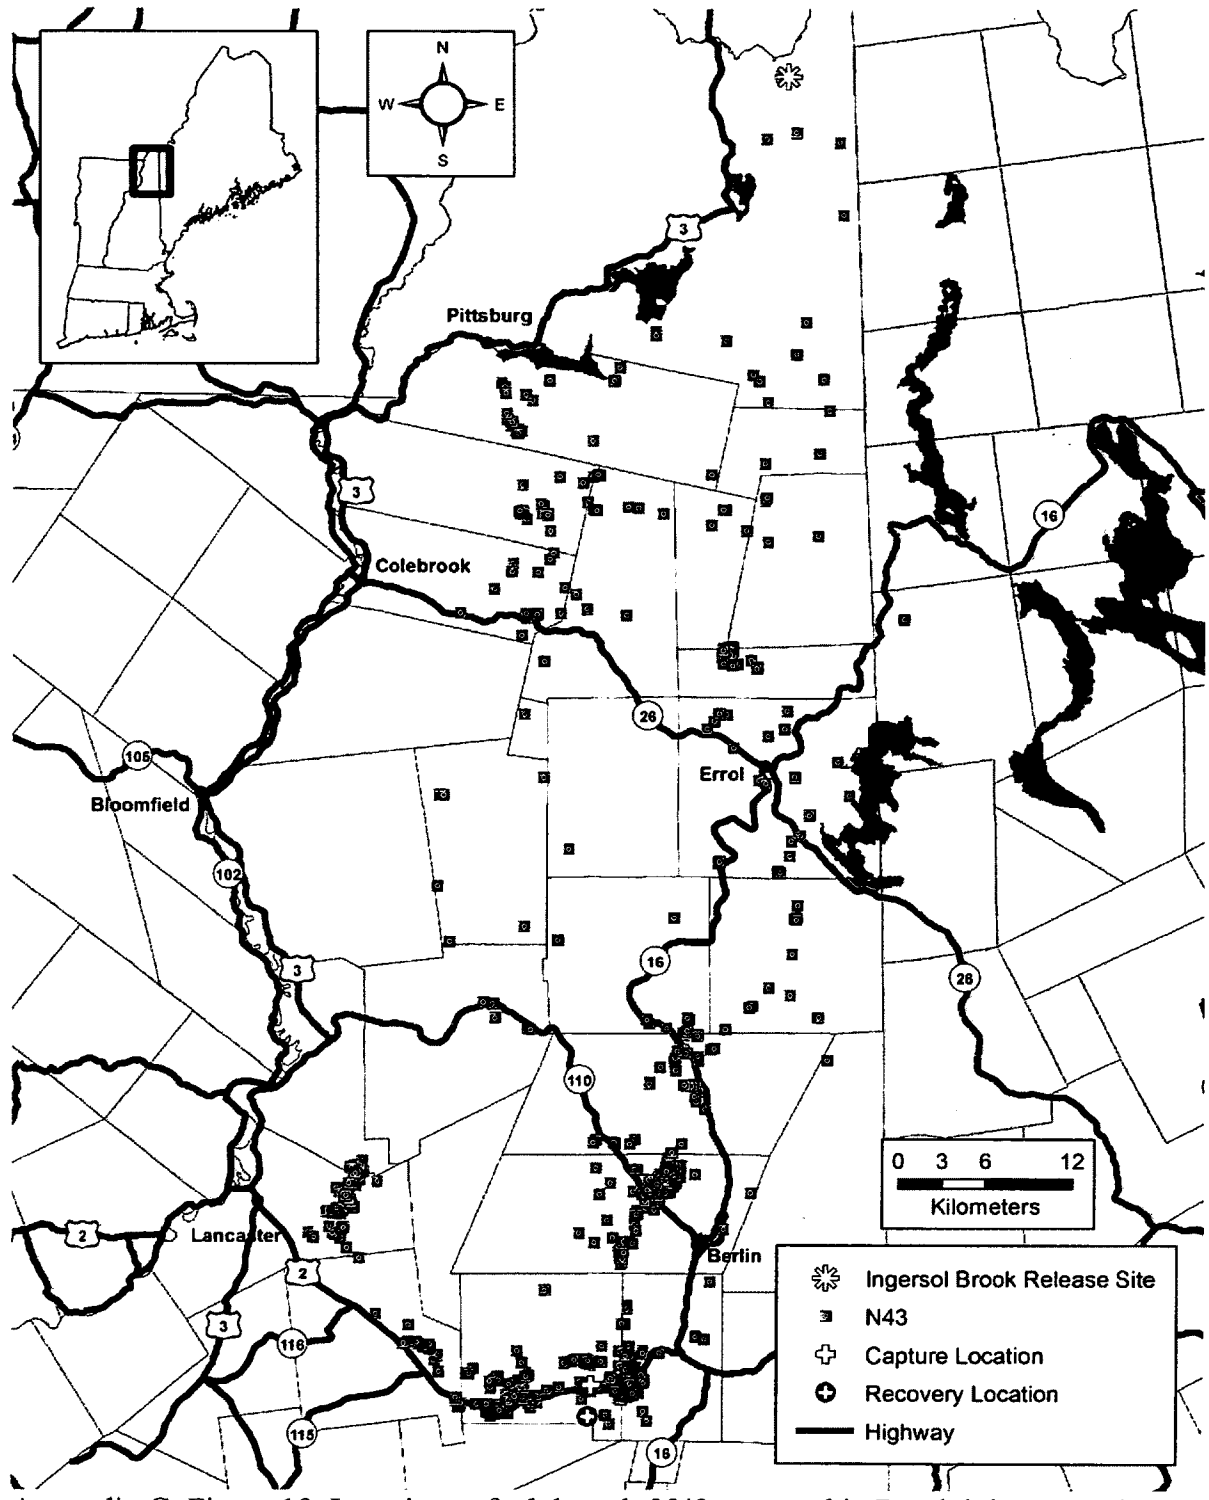 N
W E
S
3
Pittsburg
3
16
Colebrook
26
105
Errol
Bloomfield
102
16
3
26
110
0 3 6 12
Kilometers
2
Lancaster
Berlin
2
3
116
115
16
Ingersol Brook Release Site
N43
Capture Location
Recovery Location
Highway